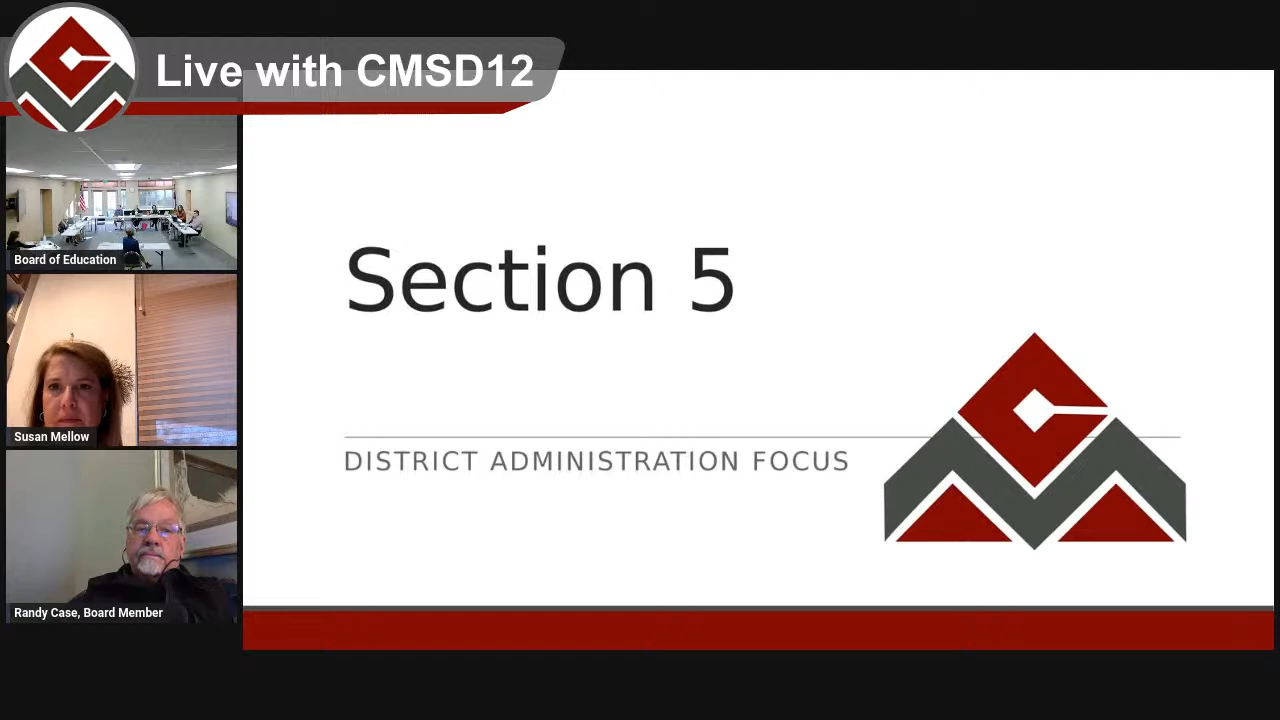 Live with CMSD12
Board of Education
Susan Mellow
Randy Case, Board Member
Section 5
DISTRICT ADMINISTRATION FOCUS